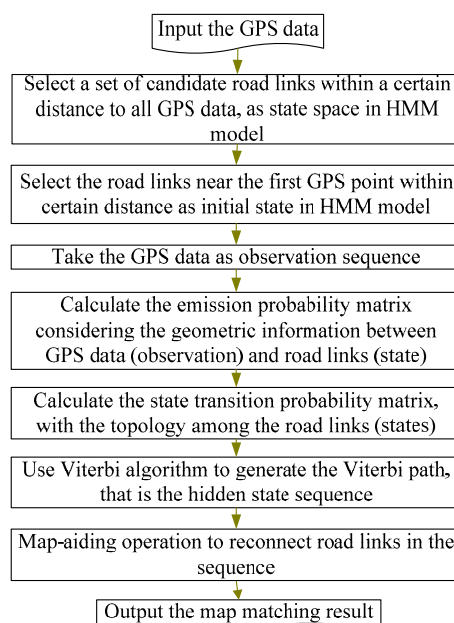 Input the GPS data
Select a set of candidate road links within a certain
distance to all GPS data, as state space in HMM
model
Select the road links near the first GPS point within
certain distance as initial state in HMM model
Take the GPS data as observation sequence
Calculate the emission probability matrix
considering the geometric information between
GPS data (observation) and road links (state)
Calculate the state transition probability matrix,
with the topology among the road links (states)
Use Viterbi algorithm to generate the Viterbi path,
that is the hidden state sequence
Map-aiding operation to reconnect road links in the
sequence
Output the map matching result